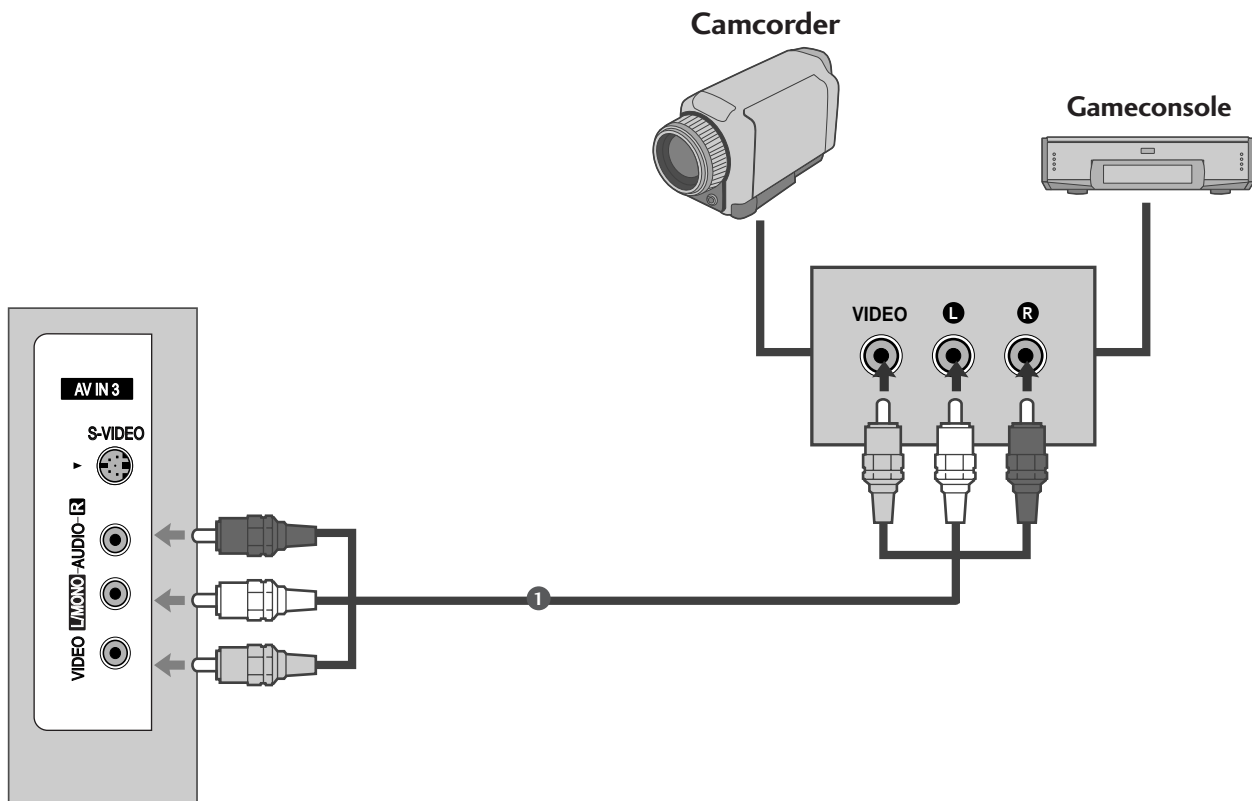 Camcorder
Gameconsole
VIDEO L R
AV IN 3
S-VIDEO
VIDEO L/MONO-AUDIO-R
1